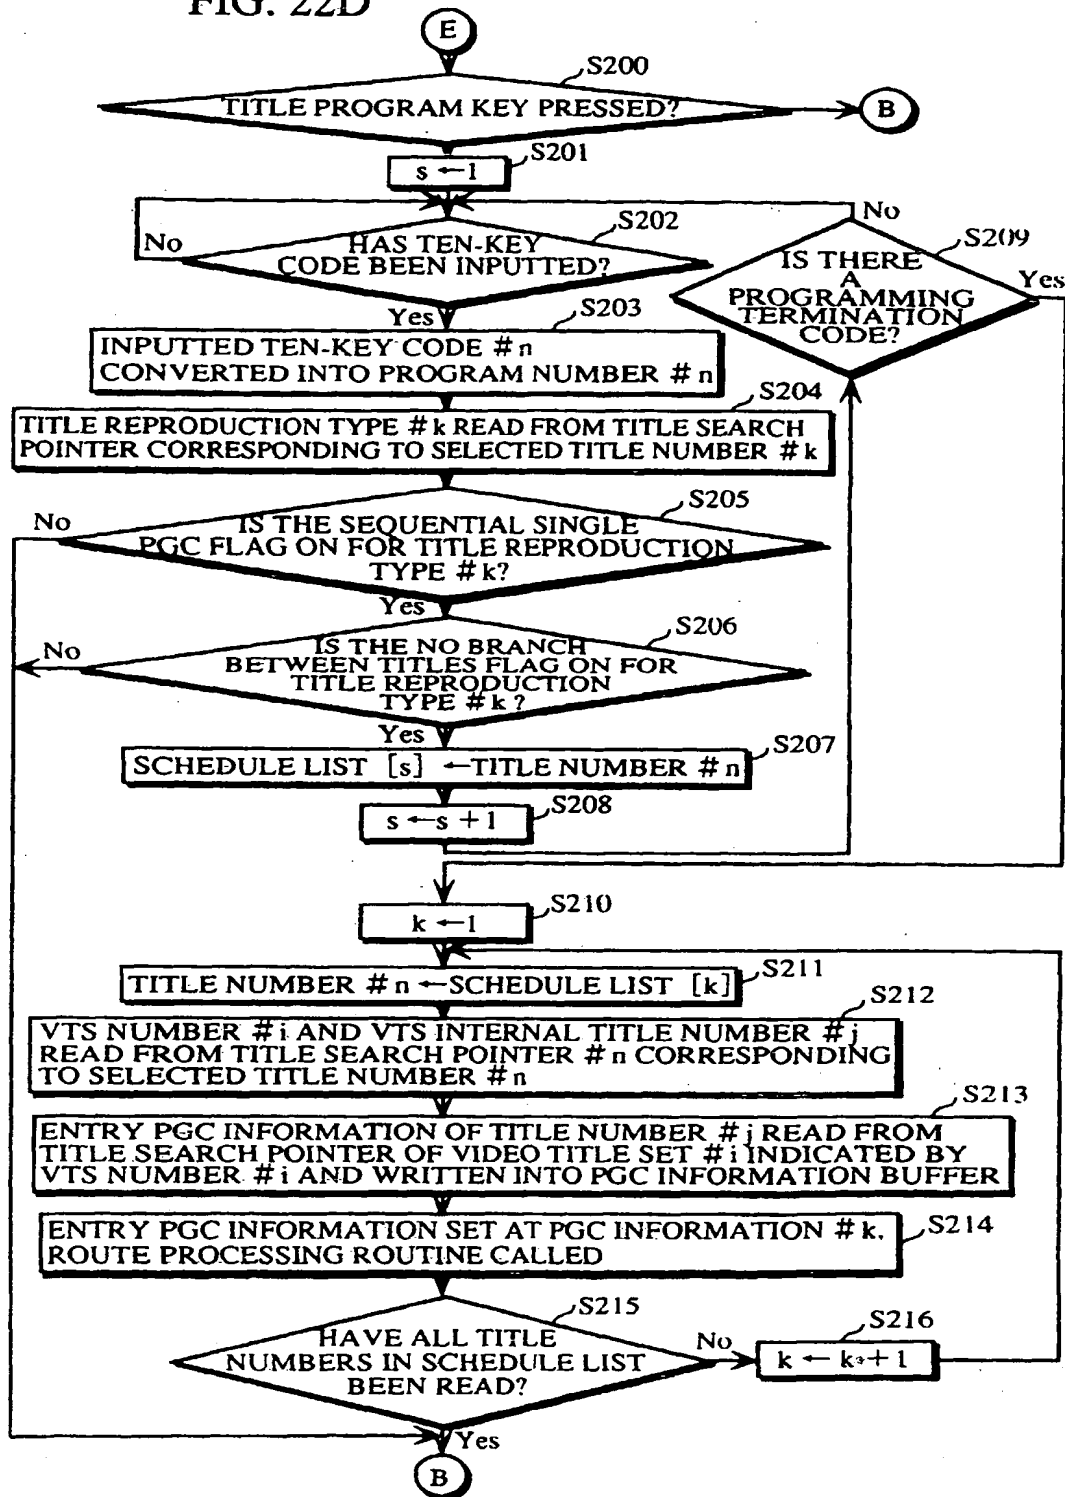 FIG. 22D
E
S200
TITLE PROGRAM KEY PRESSED?
B
S201
s ← 1
S202
No
HAS TEN-KEY
CODE BEEN INPUTTED?
No
S209
IS THERE
A
PROGRAMMING
TERMINATION
CODE?
Yes
Yes
S203
INPUTTED TEN-KEY CODE #n
CONVERTED INTO PROGRAM NUMBER #n
S204
TITLE REPRODUCTION TYPE #k READ FROM TITLE SEARCH
POINTER CORRESPONDING TO SELECTED TITLE NUMBER #k
S205
No
IS THE SEQUENTIAL SINGLE
PGC FLAG ON FOR TITLE REPRODUCTION
TYPE #k?
Yes
S206
No
IS THE NO BRANCH
BETWEEN TITLES FLAG ON FOR
TITLE REPRODUCTION
TYPE #k?
Yes
S207
SCHEDULE LIST [s] ←TITLE NUMBER #n
S208
s ← s + 1
S210
k ← 1
S211
TITLE NUMBER #n ←SCHEDULE LIST [k]
S212
VTS NUMBER #i AND VTS INTERNAL TITLE NUMBER #j
READ FROM TITLE SEARCH POINTER #n CORRESPONDING
TO SELECTED TITLE NUMBER #n
S213
ENTRY PGC INFORMATION OF TITLE NUMBER #j READ FROM
TITLE SEARCH POINTER OF VIDEO TITLE SET #i INDICATED BY
VTS NUMBER #i AND WRITTEN INTO PGC INFORMATION BUFFER
S214
ENTRY PGC INFORMATION SET AT PGC INFORMATION #k,
ROUTE PROCESSING ROUTINE CALLED
S215
HAVE ALL TITLE
NUMBERS IN SCHEDULE LIST
BEEN READ?
No
S216
k ← k + 1
Yes
B